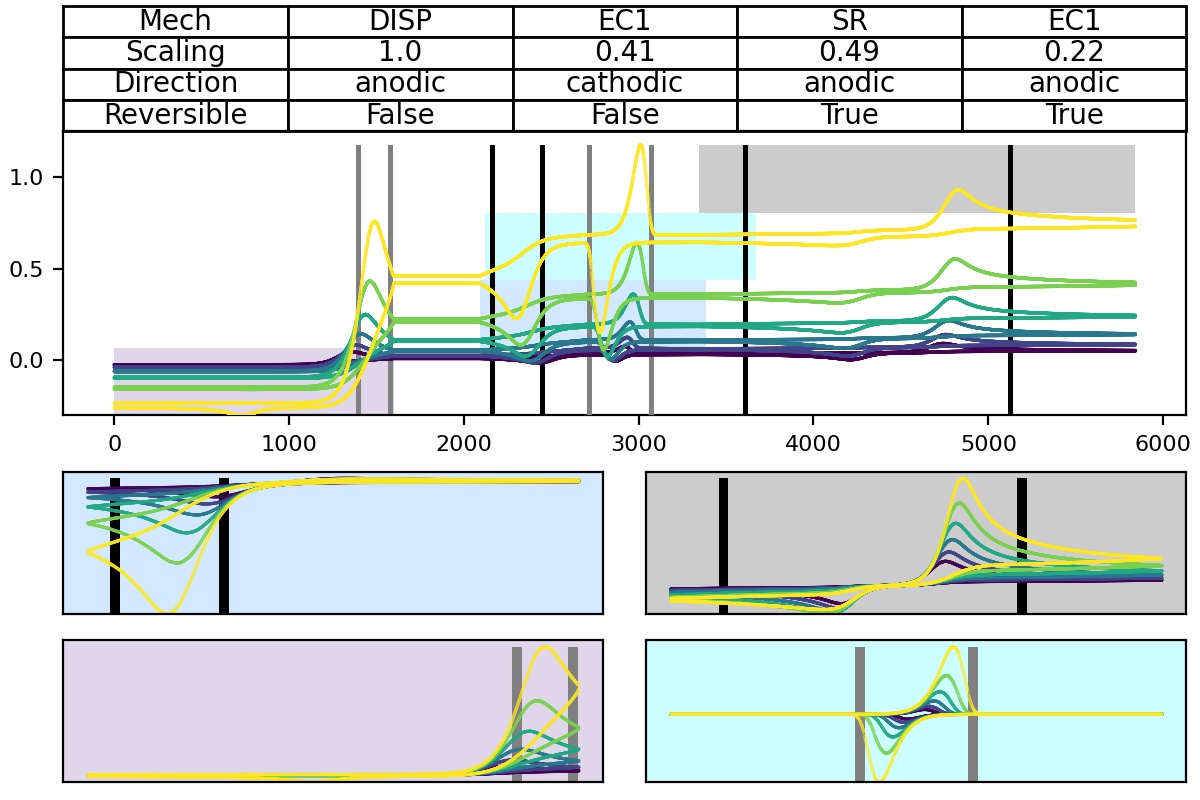 Mech DISP EC1 SR EC1
Scaling 1.0 0.41 0.49 0.22
Direction anodic cathodic anodic anodic
Reversible False False True True
1.0
0.5
0.0
0 1000 2000 3000 4000 5000 6000